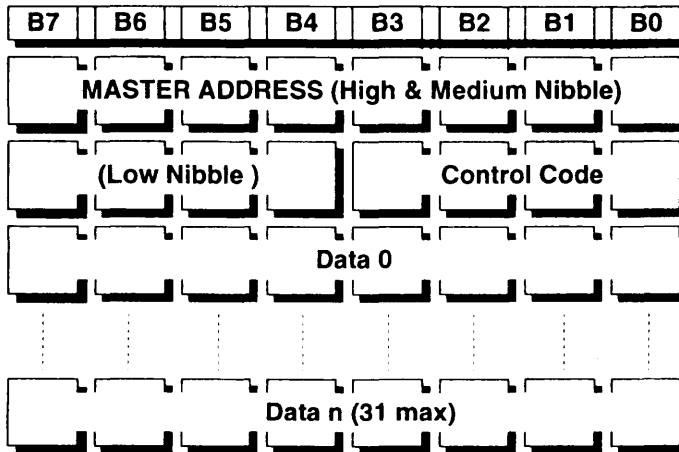 B7 B6 B5 B4 B3 B2 B1 B0
MASTER ADDRESS (High & Medium Nibble)
(Low Nibble ) Control Code
Data 0
Data n (31 max)